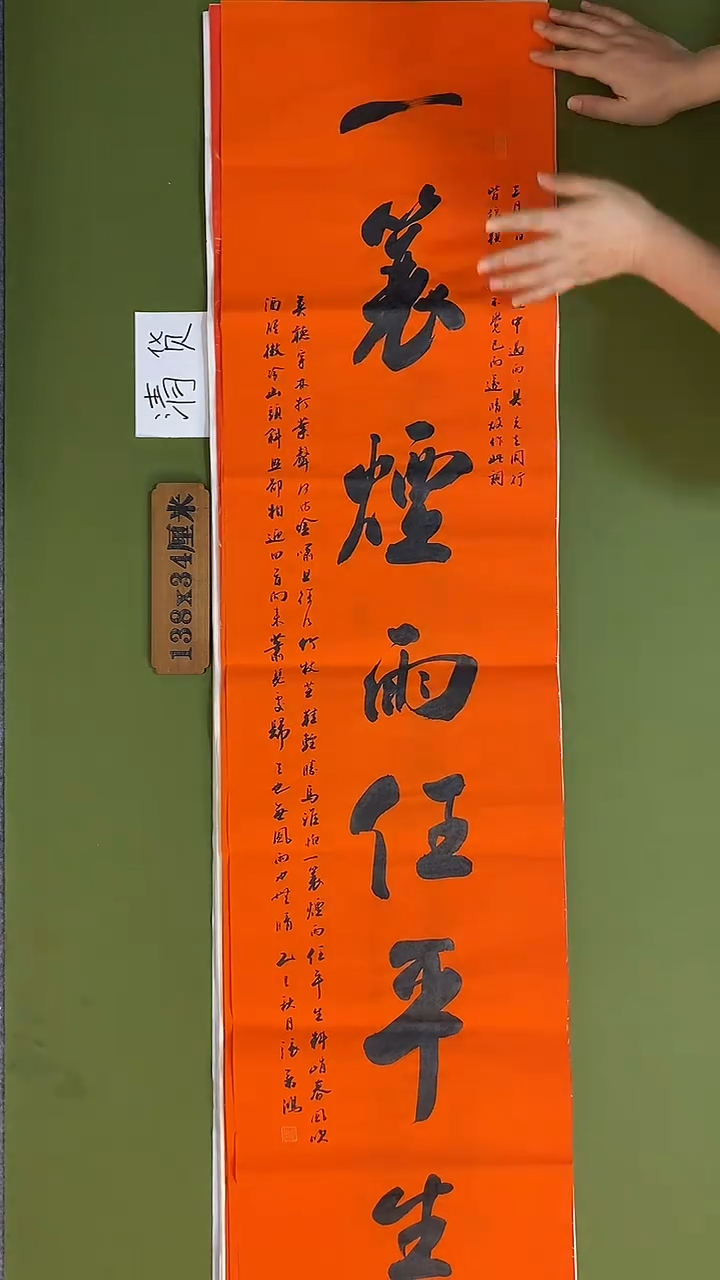 一蓑煙雨任平生
三月 日 中遇雨具先去同行
皆狼 不覺已而遂晴故作此詞
莫聽穿林打葉聲何妨吟嘯且徐行竹杖芒鞋輕勝馬誰怕一蓑煙雨任平生料峭春風吹
酒醒微冷山頭斜照卻相迎回首向來蕭瑟處歸去也無風雨也無晴 乙巳秋月
清货
138x34厘米